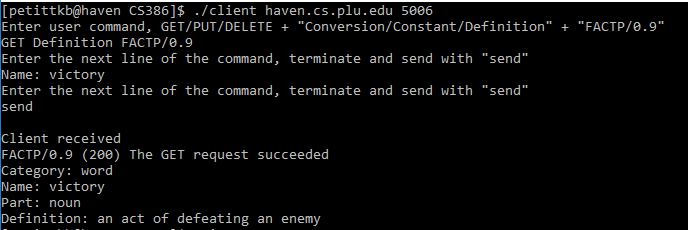 [petittkb@haven CS386]$ ./client haven.cs.plu.edu 5006
Enter user command, GET/PUT/DELETE + "Conversion/Constant/Definition" + "FACTP/0.9"
GET Definition FACTP/0.9
Enter the next line of the command, terminate and send with "send"
Name: victory
Enter the next line of the command, terminate and send with "send"
send
Client received
FACTP/0.9 (200) The GET request succeeded
Category: word
Name: victory
Part: noun
Definition: an act of defeating an enemy